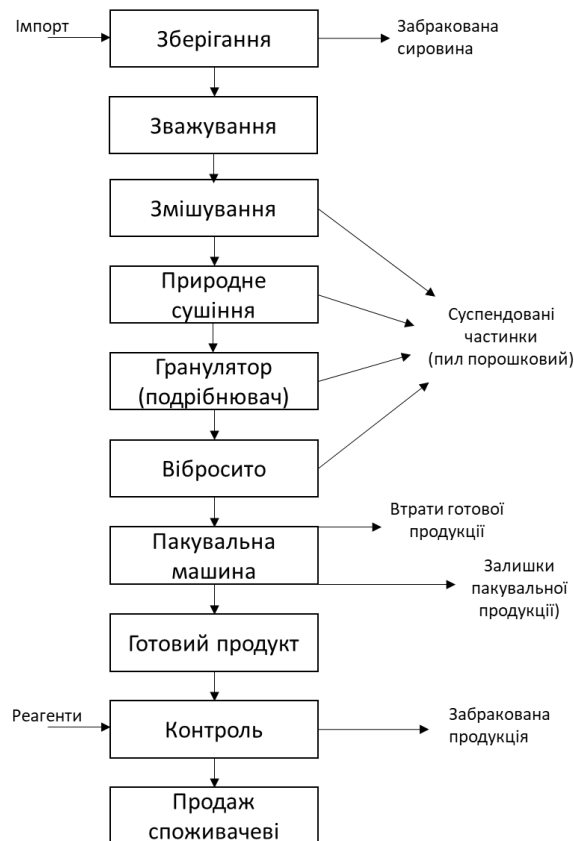 Імпорт
Зберігання
Забракована
сировина
Зважування
Змішування
Природне
сушіння
Суспендовані
частинки
(пил порошковий)
Гранулятор
(подрібнювач)
Вібросито
Втрати готової
продукції
Пакувальна
машина
Залишки
пакувальної
продукції)
Готовий продукт
Реагенти
Контроль
Забракована
продукція
Продаж
споживачеві